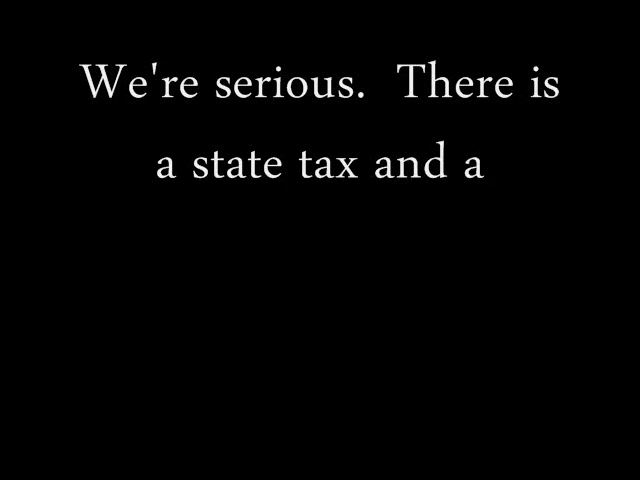 We're serious.  There is
a state tax and a